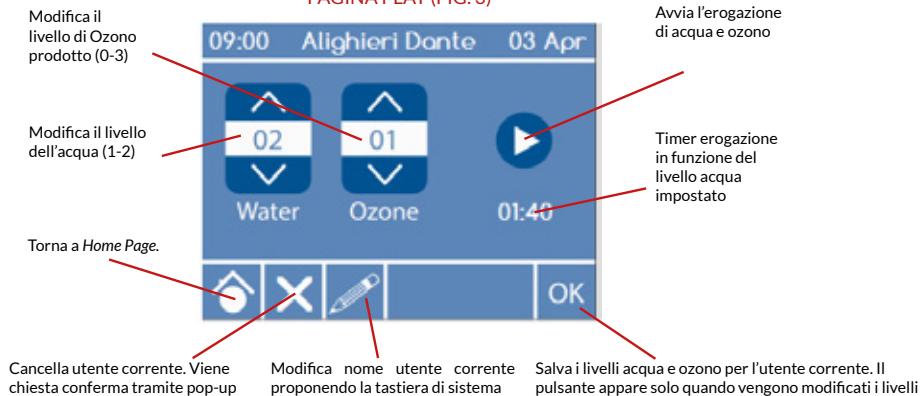 PAGINA PLAY (FIG. 3)
Modifica il
livello di Ozono
prodotto (0-3)
Avvia l'erogazione
di acqua e ozono
09:00 Alighieri Dante 03 Apr
Modifica il livello
dell'acqua (1-2)
02
01
Timer erogazione
in funzione del
livello acqua
impostato
Water
Ozone
01:40
Torna a Home Page.
OK
Cancella utente corrente. Viene
chiesta conferma tramite pop-up
Modifica nome utente corrente
proponendo la tastiera di sistema
Salva i livelli acqua e ozono per l'utente corrente. Il
pulsante appare solo quando vengono modificati i livelli